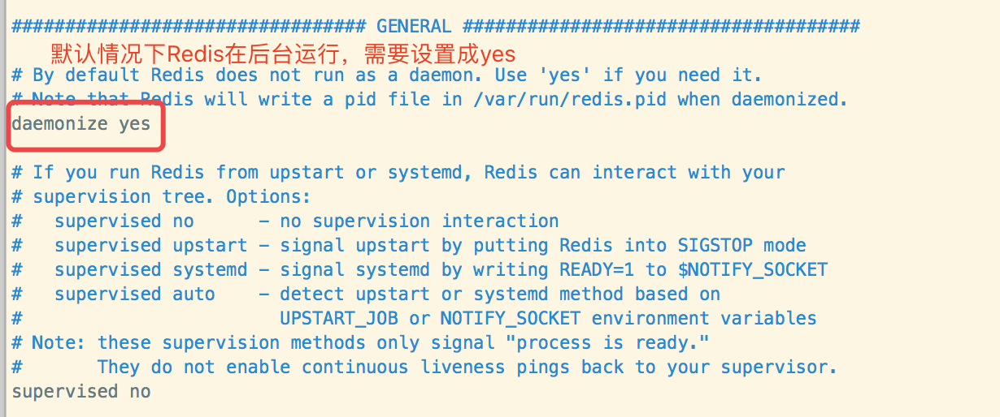 ################################# GENERAL #####################################
默认情况下Redis在后台运行，需要设置成yes
# By default Redis does not run as a daemon. Use 'yes' if you need it.
# Note that Redis will write a pid file in /var/run/redis.pid when daemonized.
daemonize yes
# If you run Redis from upstart or systemd, Redis can interact with your
# supervision tree. Options:
#   supervised no      - no supervision interaction
#   supervised upstart - signal upstart by putting Redis into SIGSTOP mode
#   supervised systemd - signal systemd by writing READY=1 to $NOTIFY_SOCKET
#   supervised auto    - detect upstart or systemd method based on
#                        UPSTART_JOB or NOTIFY_SOCKET environment variables
# Note: these supervision methods only signal "process is ready."
#       They do not enable continuous liveness pings back to your supervisor.
supervised no